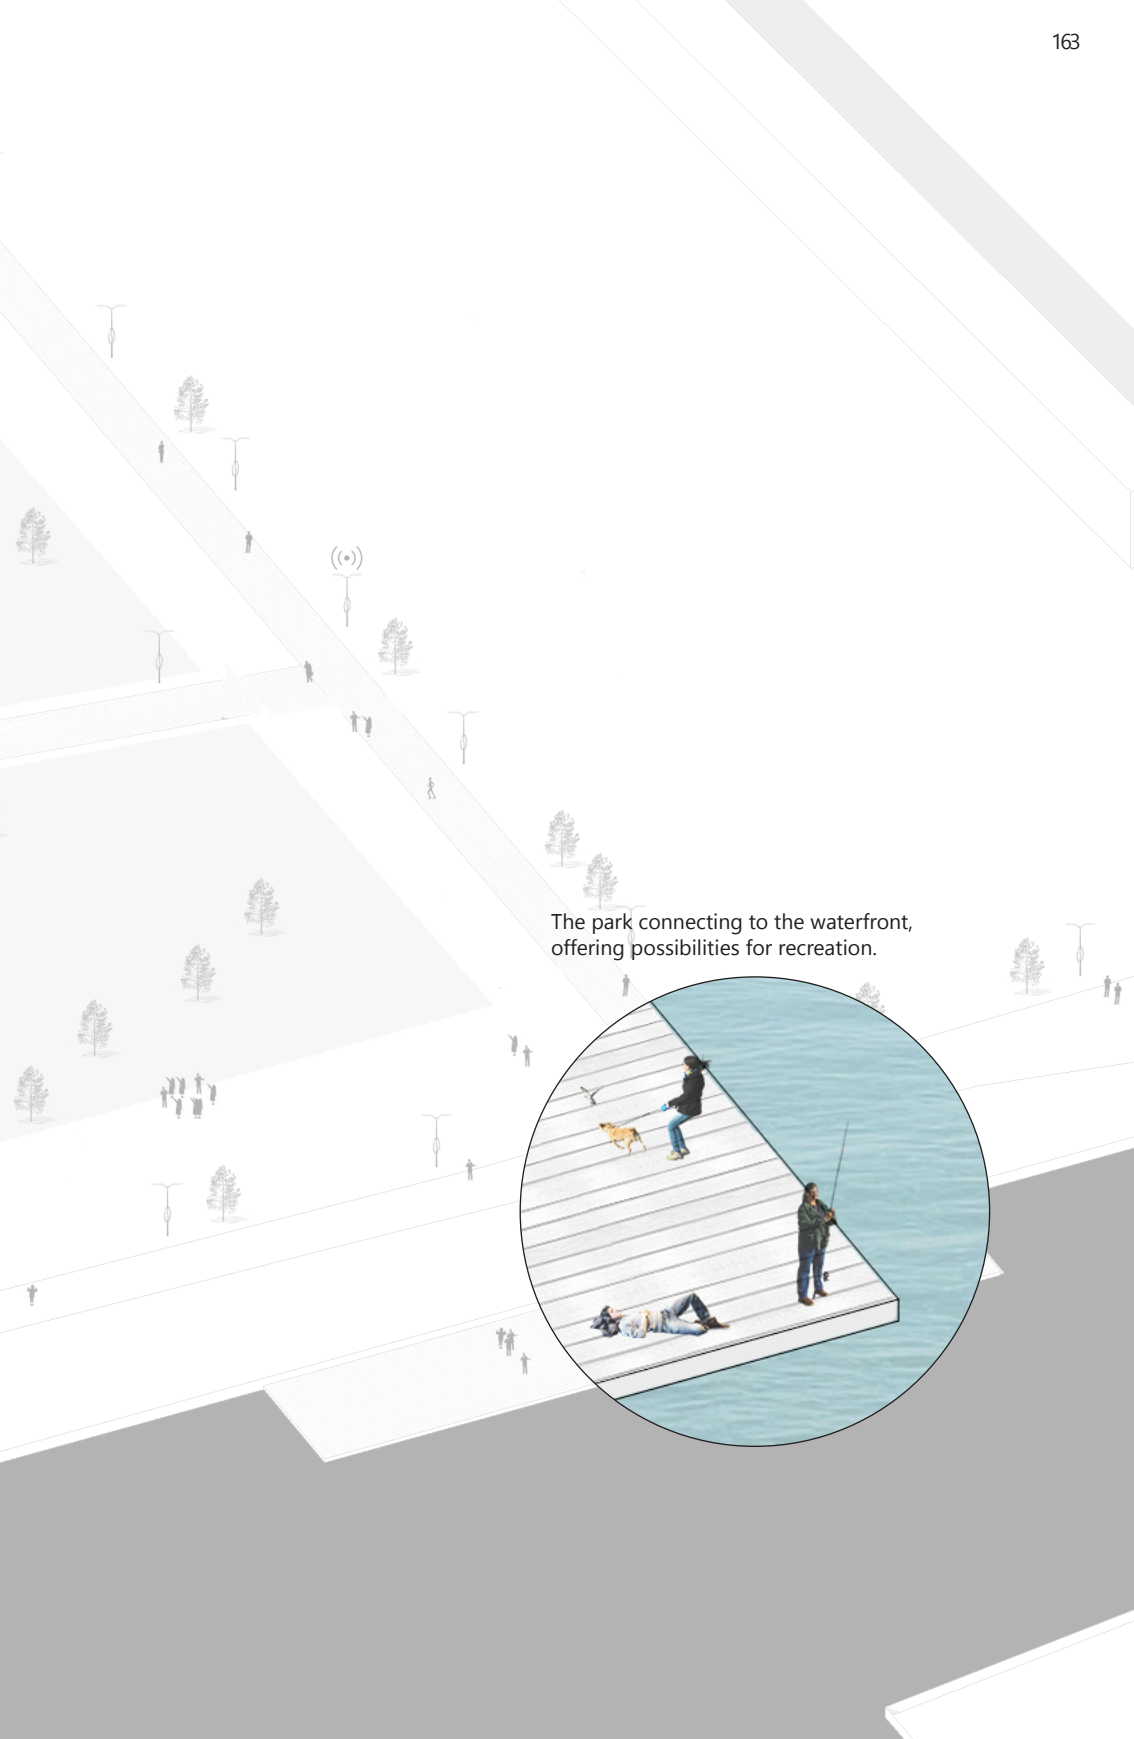 163
The park connecting to the waterfront,
offering possibilities for recreation.